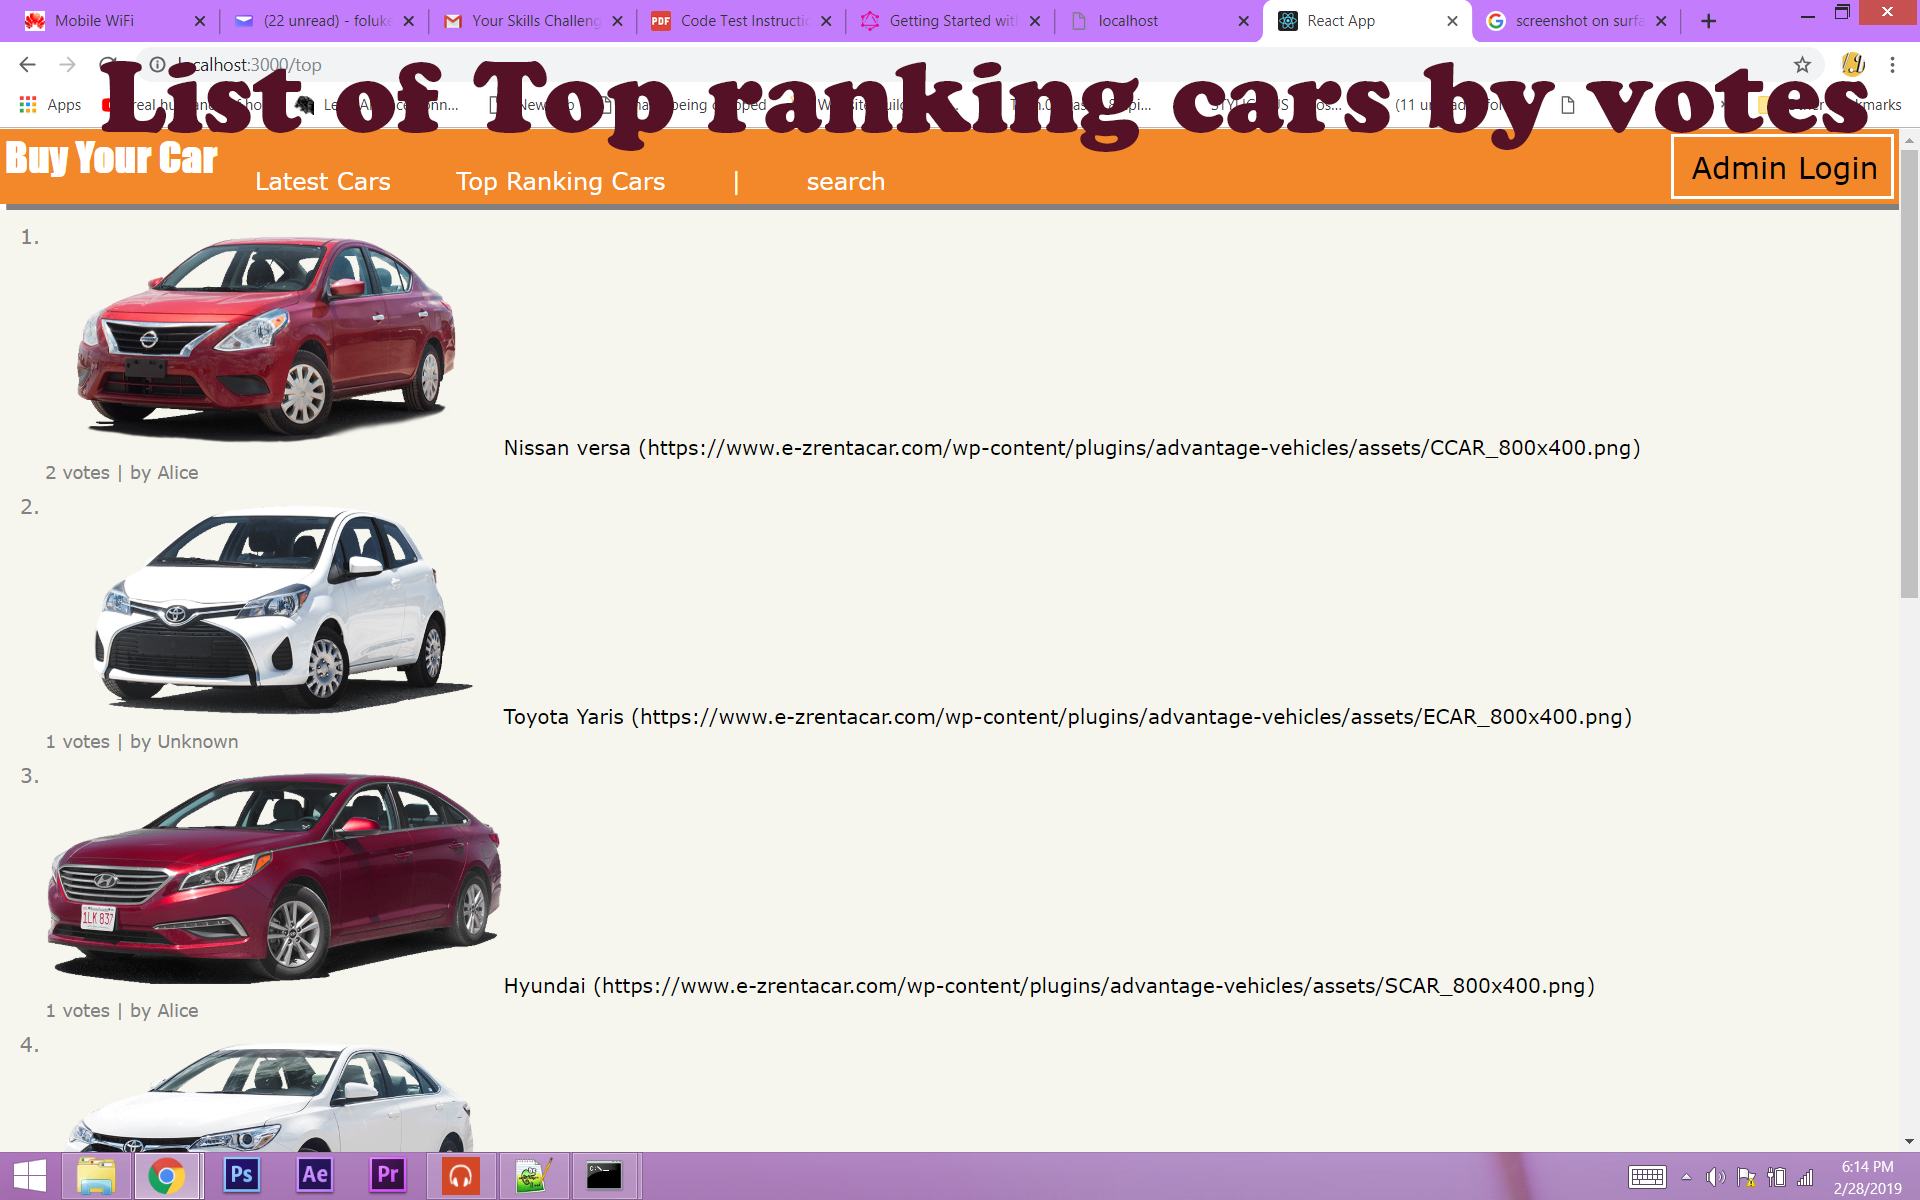 Mobile WiFi
(22 unread) - foluke
Your Skills Challeng
PDF Code Test Instructio
Getting Started with
localhost
React App
screenshot on surfa
localhost:3000/top
List of Top ranking cars by votes
Apps
Buy Your Car
Latest Cars
Top Ranking Cars
|
search
Admin Login
1.
Nissan versa (https://www.e-zrentacar.com/wp-content/plugins/advantage-vehicles/assets/CCAR_800x400.png)
2 votes | by Alice
2.
Toyota Yaris (https://www.e-zrentacar.com/wp-content/plugins/advantage-vehicles/assets/ECAR_800x400.png)
1 votes | by Unknown
3.
1LK 837
Hyundai (https://www.e-zrentacar.com/wp-content/plugins/advantage-vehicles/assets/SCAR_800x400.png)
1 votes | by Alice
4.
Ps
Ae
Pr
6:14 PM
2/28/2019